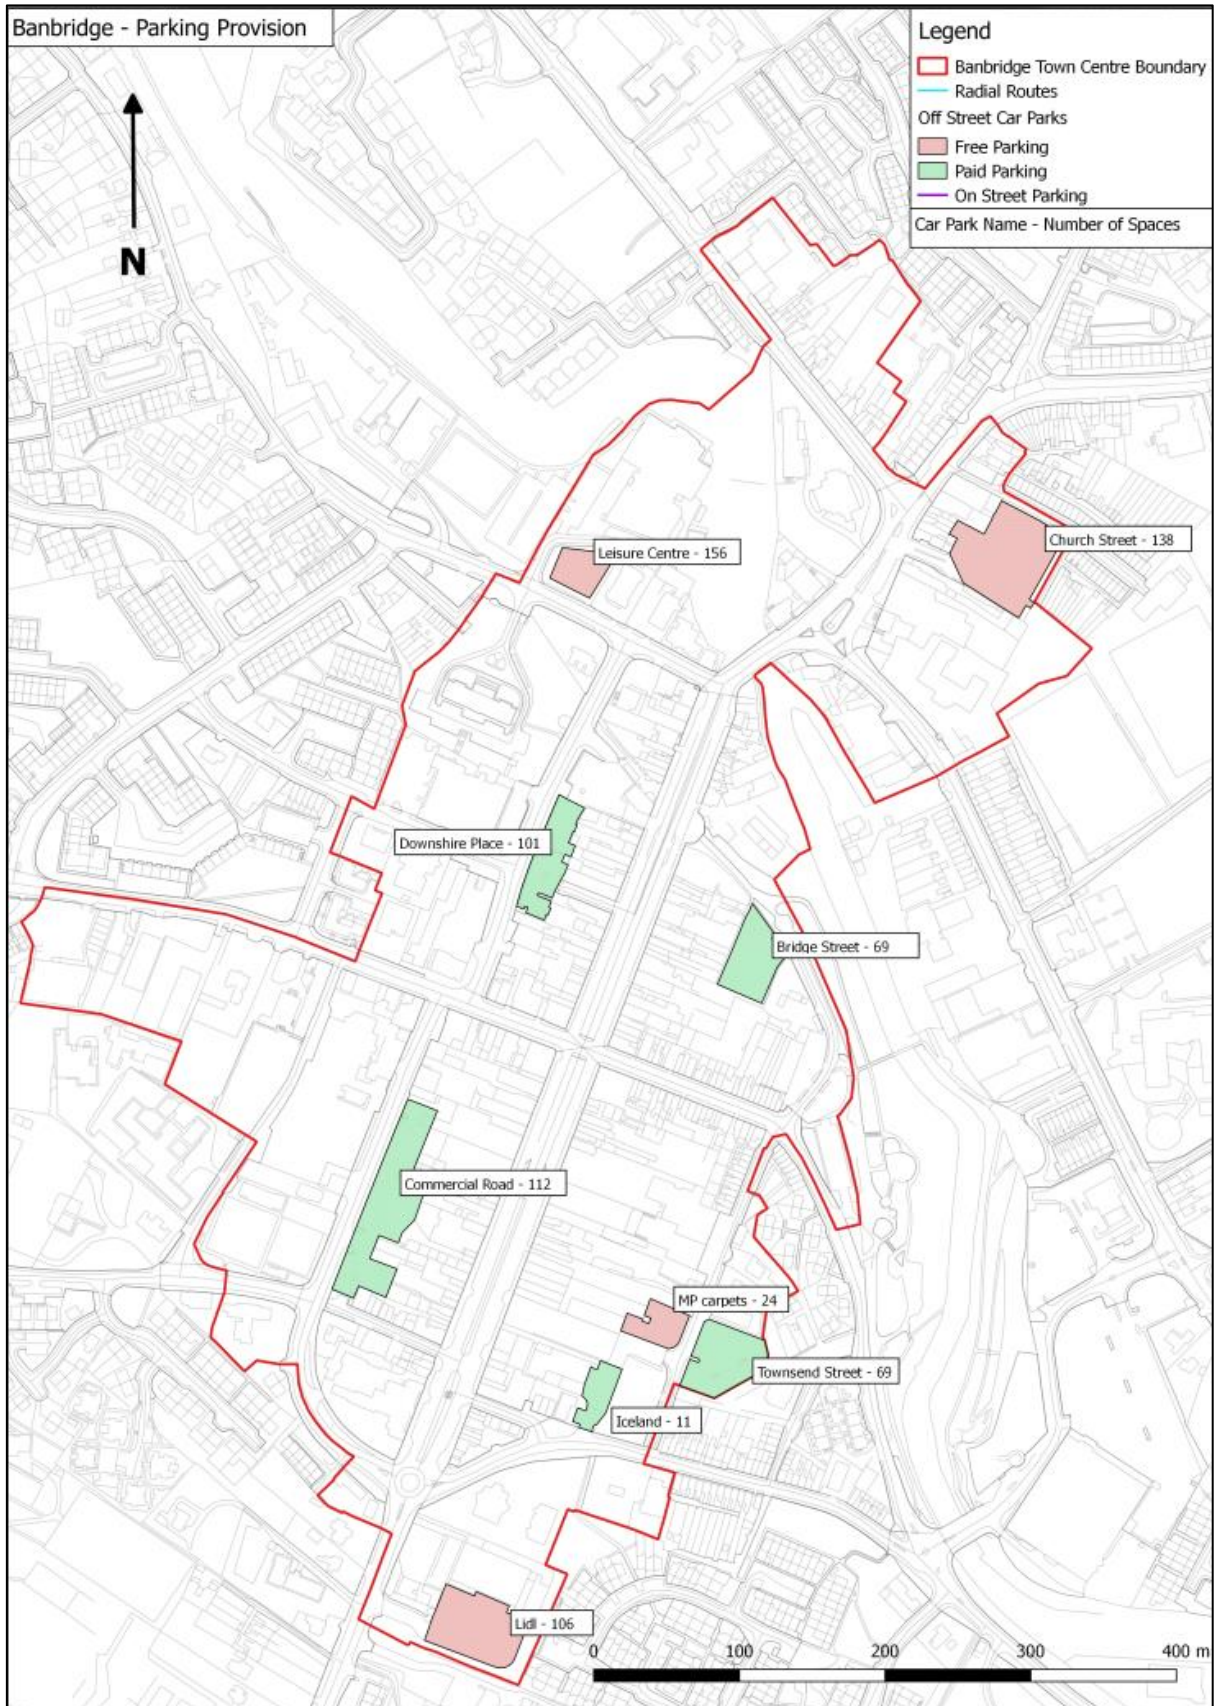 Banbridge - Parking Provision
Legend
Banbridge Town Centre Boundary
Radial Routes
Off Street Car Parks
Free Parking
Paid Parking
On Street Parking
Car Park Name - Number of Spaces
N
Leisure Centre - 156
Church Street - 138
Downshire Place - 101
Bridge Street - 69
Commercial Road - 112
MP carpets - 24
Townsend Street - 69
Iceland - 11
Lidl - 106
0 100 200 300 400 m